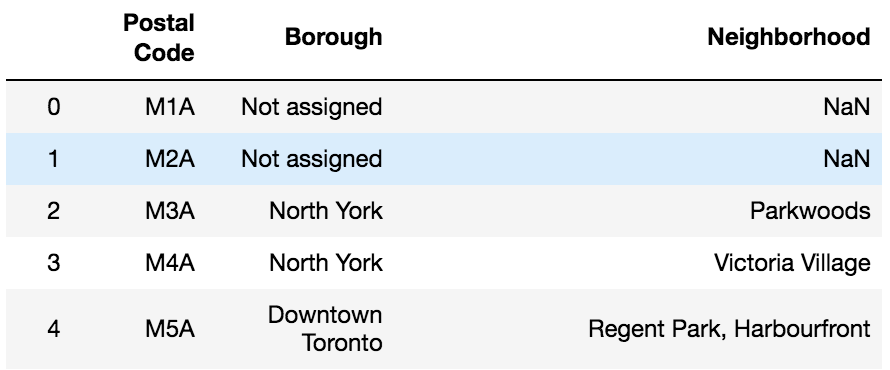 Postal Code Borough Neighborhood
0 M1A Not assigned NaN
1 M2A Not assigned NaN
2 M3A North York Parkwoods
3 M4A North York Victoria Village
4 M5A Downtown Toronto Regent Park, Harbourfront